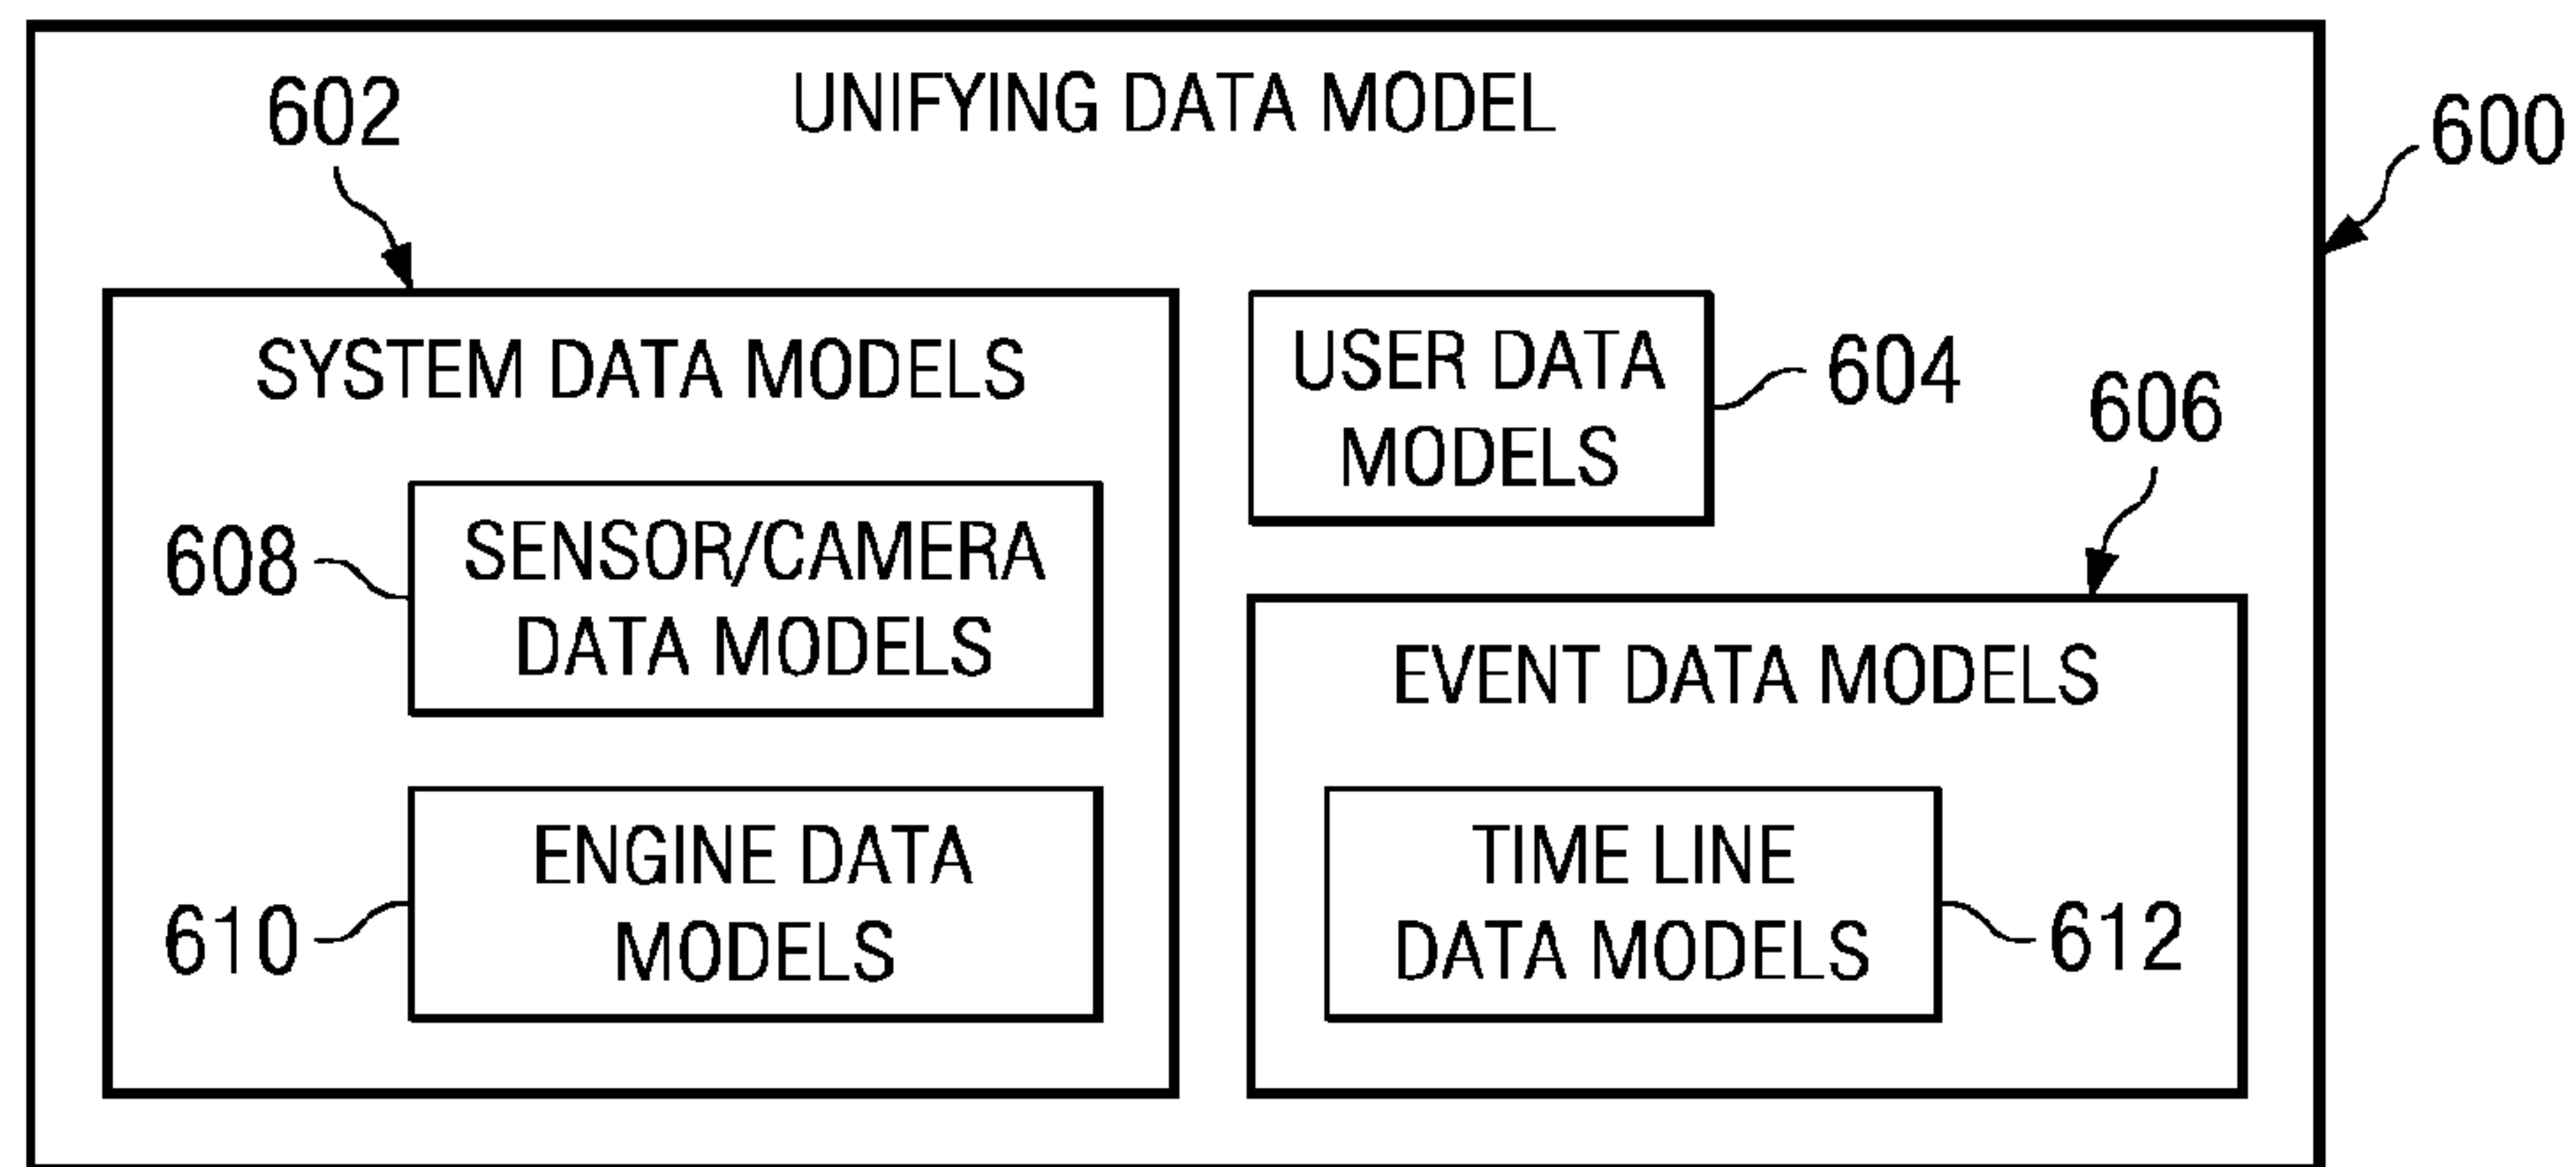 UNIFYING DATA MODEL
600
602
SYSTEM DATA MODELS
608
SENSOR/CAMERA
DATA MODELS
610
ENGINE DATA
MODELS
USER DATA
MODELS
604
606
EVENT DATA MODELS
TIME LINE
DATA MODELS
612